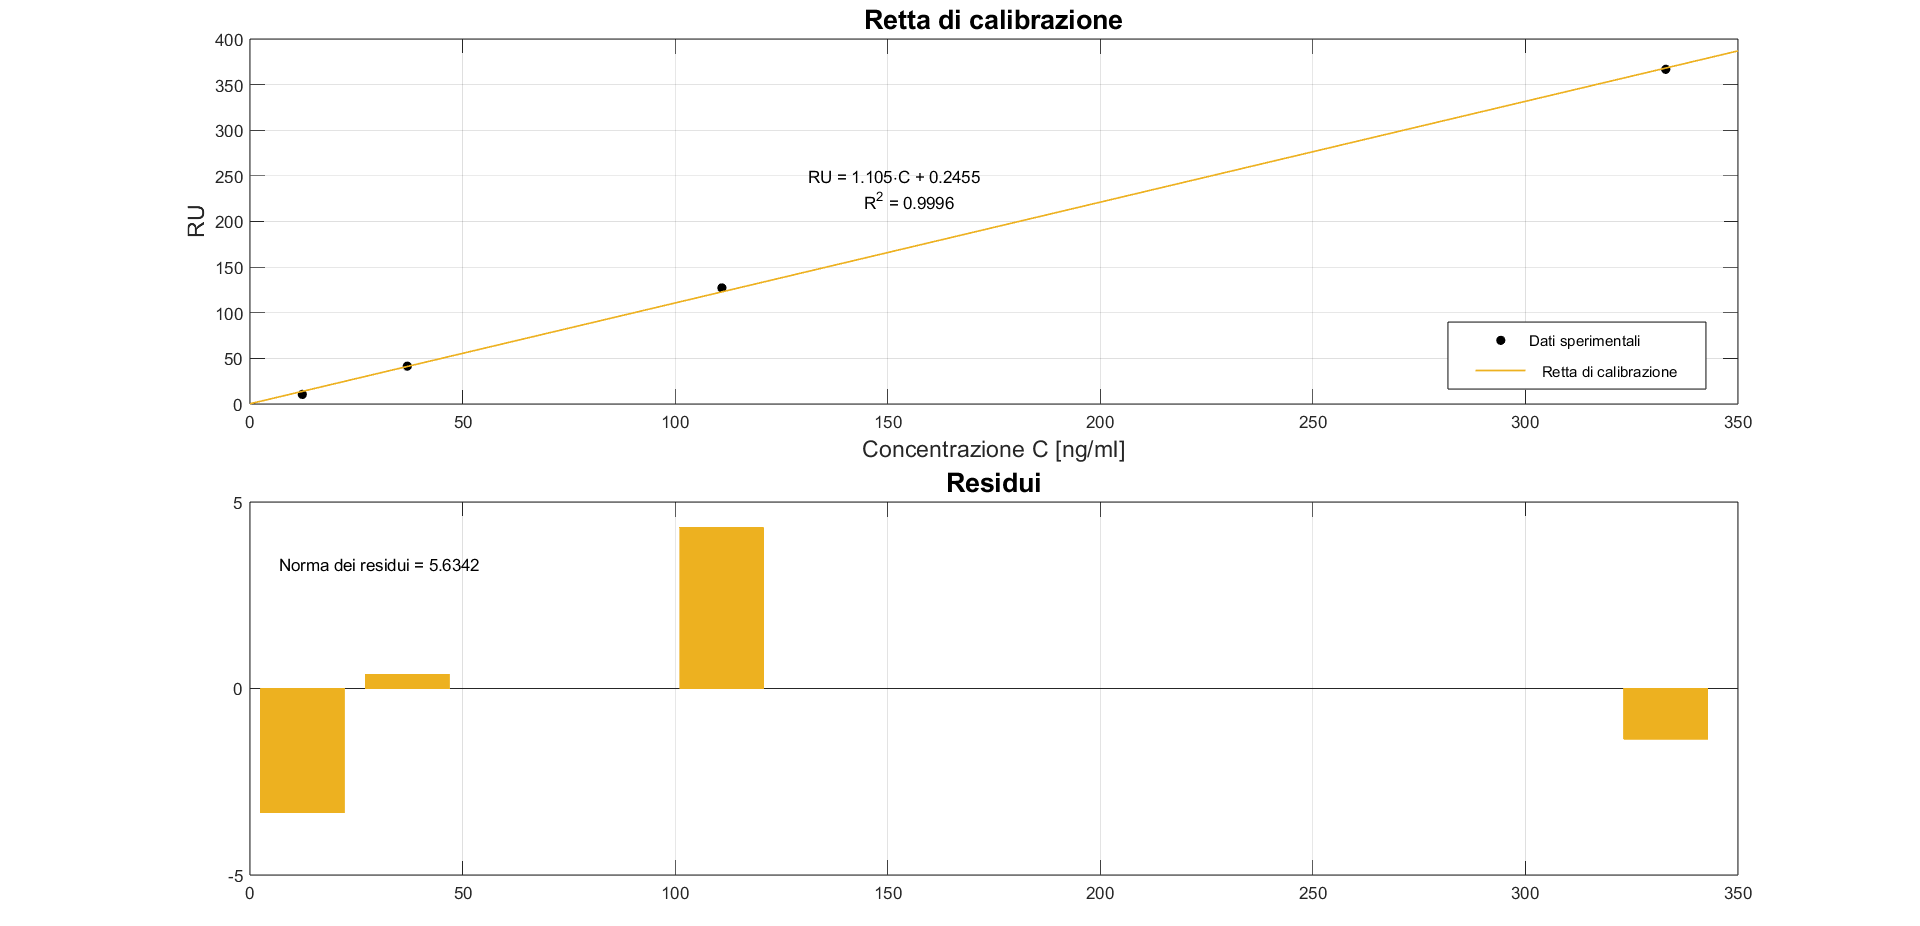 Retta di calibrazione
400
350
300
250
200
150
100
50
0
RU
RU = 1.105·C + 0.2455
R² = 0.9996
Dati sperimentali
Retta di calibrazione
0 50 100 150 200 250 300 350
Concentrazione C [ng/ml]
Residui
5
0
-5
Norma dei residui = 5.6342
0 50 100 150 200 250 300 350